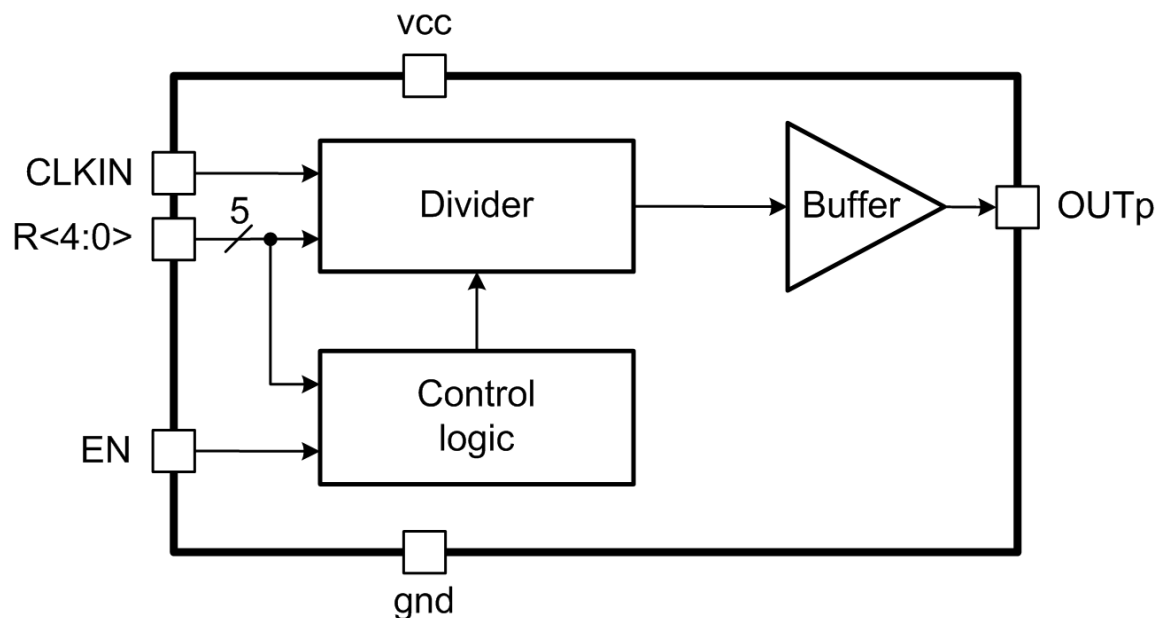 vcc
CLKIN
R<4:0>
5
Divider
Buffer
OUTp
Control
logic
EN
gnd